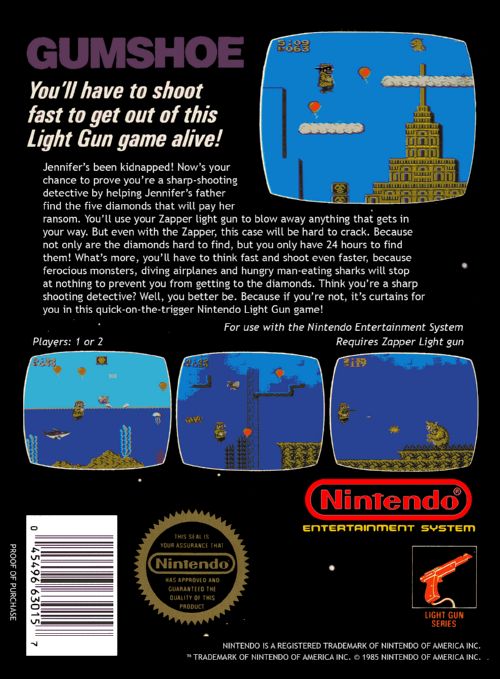 GUMSHOE
You'll have to shoot
fast to get out of this
Light Gun game alive!
Jennifer's been kidnapped! Now's your
chance to prove you're a sharp-shooting
detective by helping Jennifer's father
find the five diamonds that will pay her
ransom. You'll use your Zapper light gun to blow away anything that gets in
your way. But even with the Zapper, this case will be hard to crack. Because
not only are the diamonds hard to find, but you only have 24 hours to find
them! What's more, you'll have to think fast and shoot even faster, because
ferocious monsters, diving airplanes and hungry man-eating sharks will stop
at nothing to prevent you from getting to the diamonds. Think you're a sharp
shooting detective? Well, you better be. Because if you're not, it's curtains for
you in this quick-on-the-trigger Nintendo Light Gun game!
For use with the Nintendo Entertainment System
Players: 1 or 2
Requires Zapper Light gun
Nintendo®
ENTERTAINMENT SYSTEM
PROOF OF PURCHASE
0 45496 63015 7
THIS SEAL IS
YOUR ASSURANCE THAT
Nintendo
HAS APPROVED AND
GUARANTEED THE
QUALITY OF THIS
PRODUCT
LIGHT GUN
SERIES
NINTENDO IS A REGISTERED TRADEMARK OF NINTENDO OF AMERICA INC.
™ TRADEMARK OF NINTENDO OF AMERICA INC. © 1985 NINTENDO OF AMERICA INC.